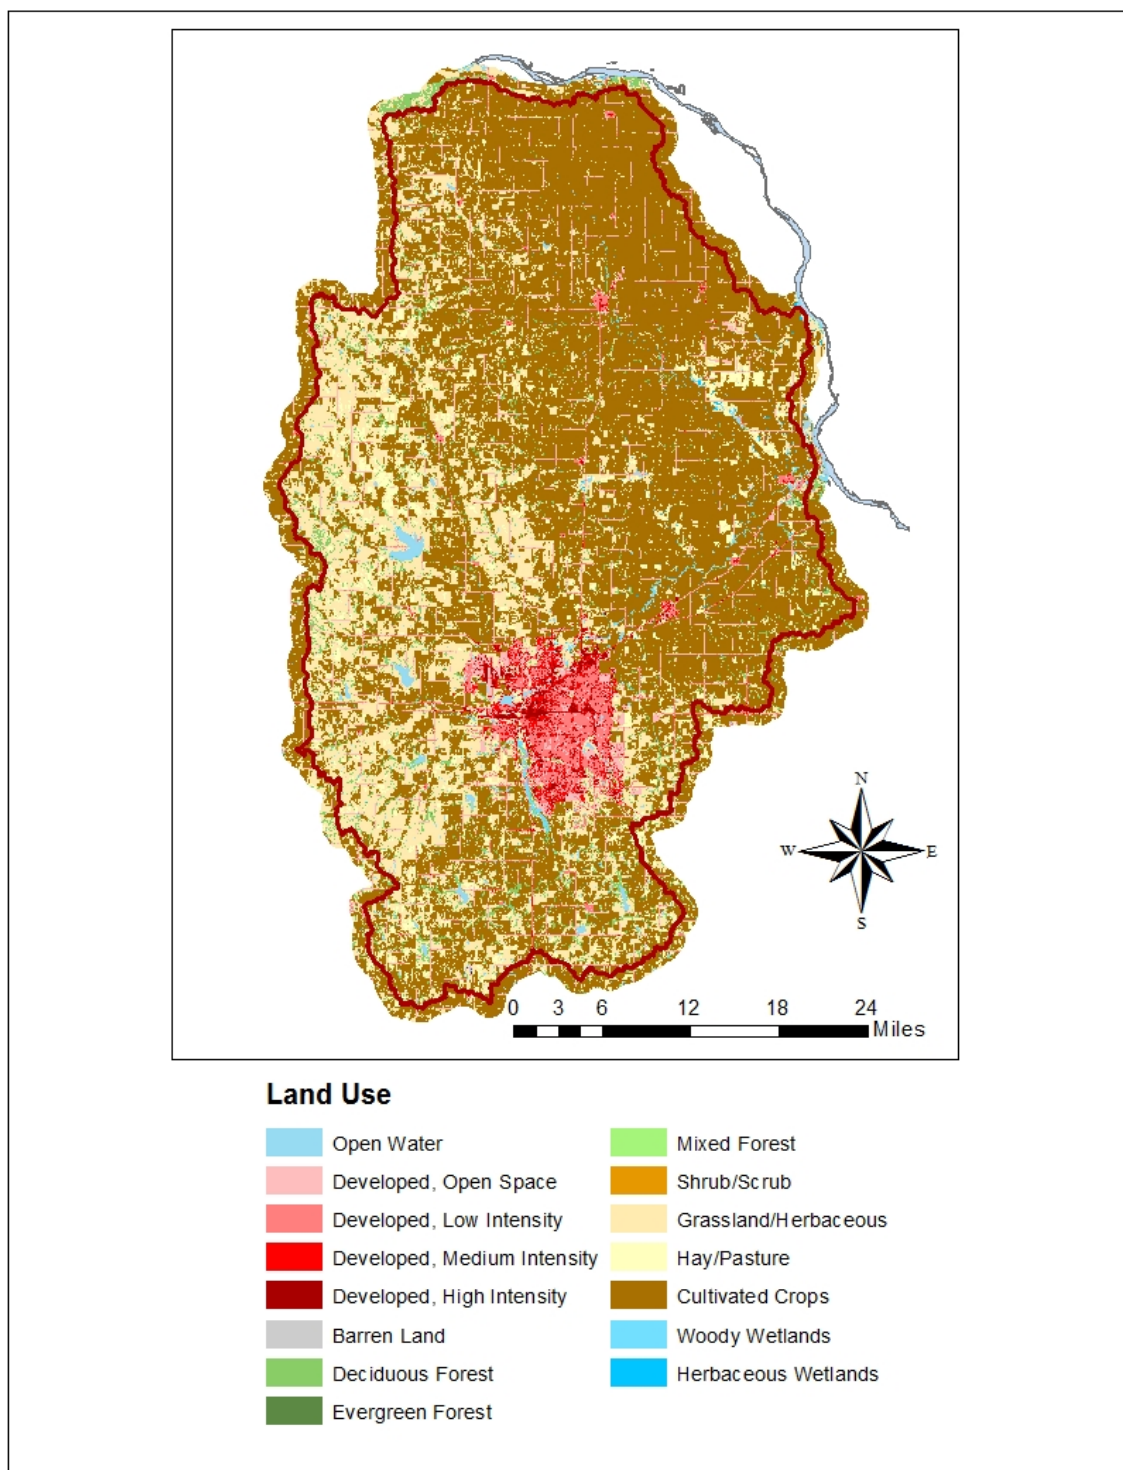 N
W
E
S
0 3 6 12 18 24
Miles
Land Use
Open Water
Developed, Open Space
Developed, Low Intensity
Developed, Medium Intensity
Developed, High Intensity
Barren Land
Deciduous Forest
Evergreen Forest
Mixed Forest
Shrub/Scrub
Grassland/Herbaceous
Hay/Pasture
Cultivated Crops
Woody Wetlands
Herbaceous Wetlands